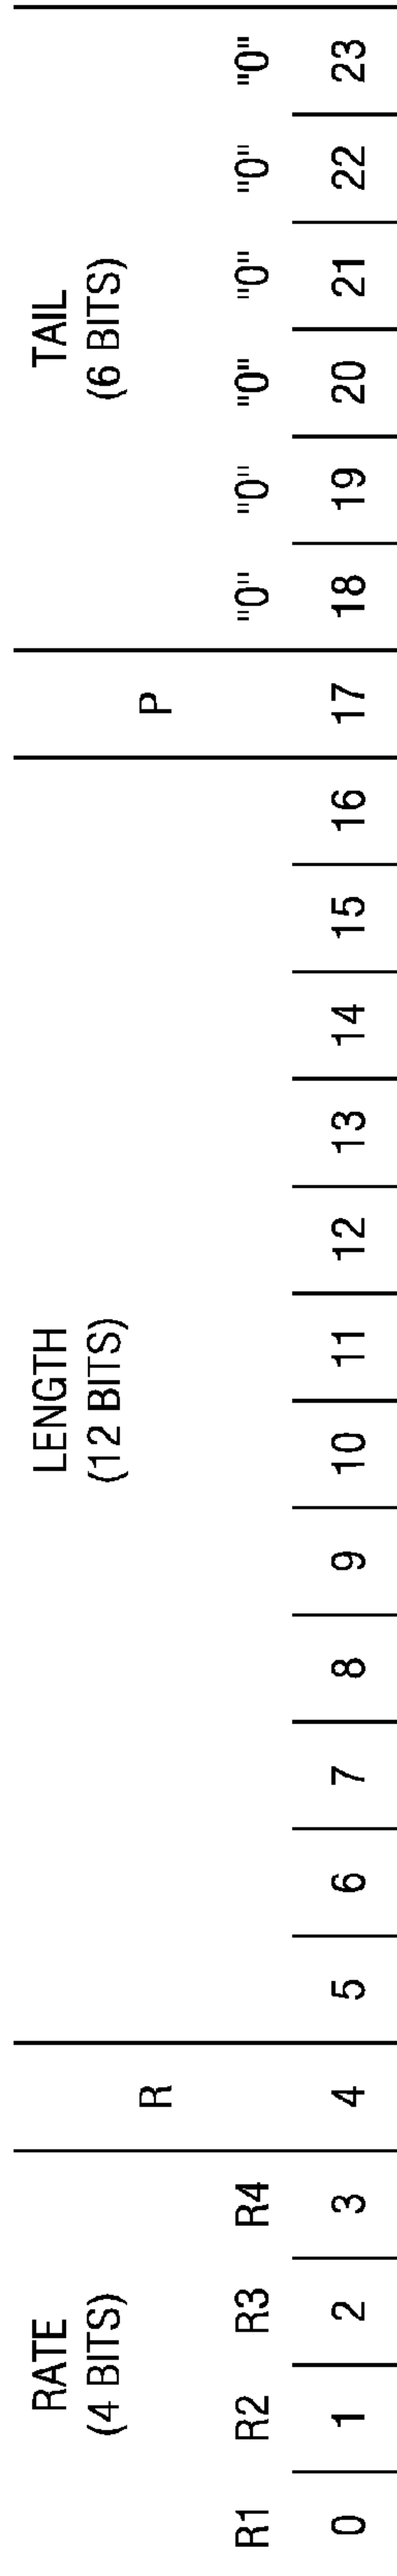 RATE
(4 BITS)
R
LENGTH
(12 BITS)
P
TAIL
(6 BITS)
R1 R2 R3 R4 "0" "0" "0" "0" "0" "0"
0 1 2 3 4 5 6 7 8 9 10 11 12 13 14 15 16 17 18 19 20 21 22 23